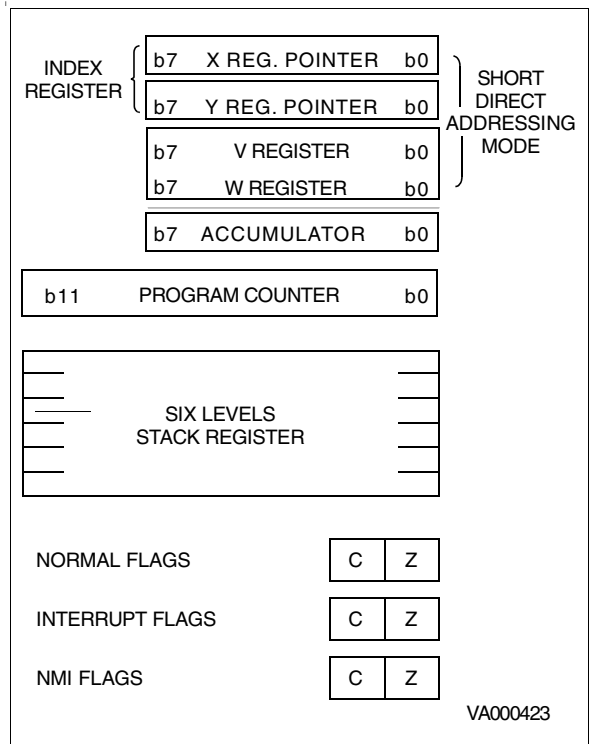 INDEX
REGISTER
b7 X REG. POINTER b0
b7 Y REG. POINTER b0
b7 V REGISTER b0
b7 W REGISTER b0
b7 ACCUMULATOR b0
SHORT
DIRECT
ADDRESSING
MODE
b11 PROGRAM COUNTER b0
SIX LEVELS
STACK REGISTER
NORMAL FLAGS C Z
INTERRUPT FLAGS C Z
NMI FLAGS C Z
VA000423